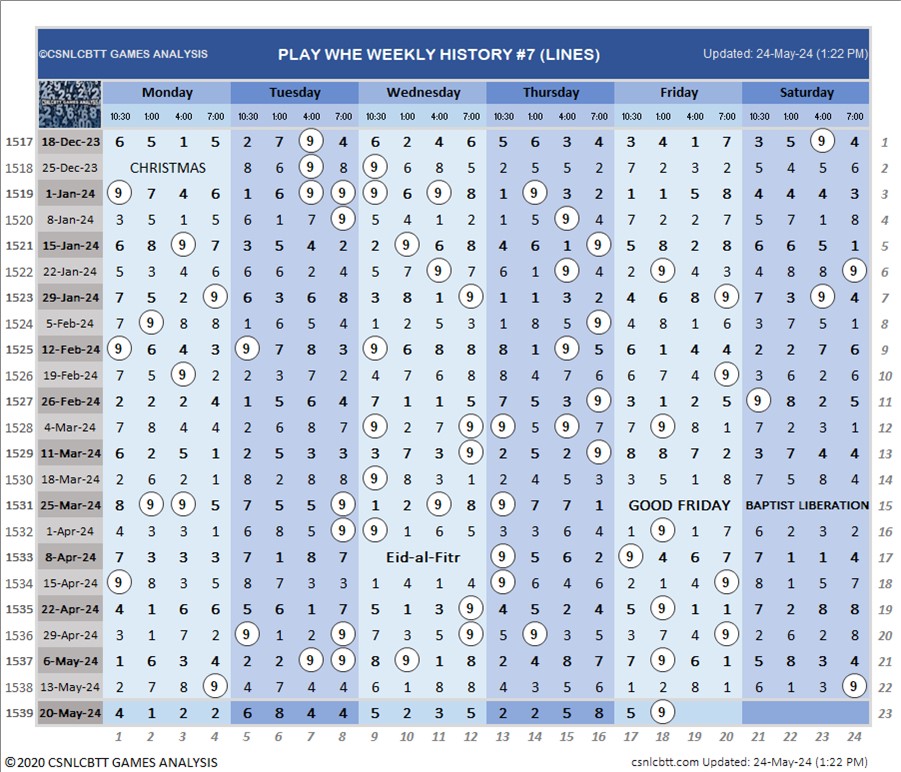 ©CSNLCBTT GAMES ANALYSIS PLAY WHE WEEKLY HISTORY #7 (LINES) Updated: 24-May-24 (1:22 PM)
Monday Tuesday Wednesday Thursday Friday Saturday
10:30 1:00 4:00 7:00 10:30 1:00 4:00 7:00 10:30 1:00 4:00 7:00 10:30 1:00 4:00 7:00 10:30 1:00 4:00 7:00 10:30 1:00 4:00 7:00
1517 18-Dec-23 6 5 1 5 2 7 9 4 6 2 4 6 5 6 3 4 3 4 1 7 3 5 9 4 1
1518 25-Dec-23 CHRISTMAS 8 6 9 8 9 6 8 5 2 5 5 2 7 2 3 2 5 4 5 6 2
1519 1-Jan-24 9 7 4 6 1 6 9 9 9 6 9 8 1 9 3 2 1 1 5 8 4 4 4 3 3
1520 8-Jan-24 3 5 1 5 6 1 7 9 5 4 1 2 1 5 9 4 7 2 2 7 5 7 1 8 4
1521 15-Jan-24 6 8 9 7 3 5 4 2 2 9 6 8 4 6 1 9 5 8 2 8 6 6 5 1 5
1522 22-Jan-24 5 3 4 6 6 6 2 4 5 7 9 7 6 1 9 4 2 9 4 3 4 8 8 9 6
1523 29-Jan-24 7 5 2 9 6 3 6 8 3 8 1 9 1 1 3 2 4 6 8 9 7 3 9 4 7
1524 5-Feb-24 7 9 8 8 1 6 5 4 1 2 5 3 1 8 5 9 4 8 1 6 3 7 5 1 8
1525 12-Feb-24 9 6 4 3 9 7 8 3 9 6 8 8 8 1 9 5 6 1 4 4 2 2 7 6 9
1526 19-Feb-24 7 5 9 2 2 3 7 2 4 7 6 8 8 4 7 6 6 7 4 9 3 6 2 6 10
1527 26-Feb-24 2 2 2 4 1 5 6 4 7 1 1 5 7 5 3 9 3 1 2 5 9 8 2 5 11
1528 4-Mar-24 7 8 4 4 2 6 8 7 9 2 7 9 9 5 9 7 7 9 8 1 7 2 3 1 12
1529 11-Mar-24 6 2 5 1 2 5 3 3 3 7 3 9 2 5 2 9 8 8 7 2 3 7 4 4 13
1530 18-Mar-24 2 6 2 1 8 2 8 8 9 8 3 1 2 4 5 3 3 5 1 8 7 5 8 4 14
1531 25-Mar-24 8 9 9 5 7 5 5 9 1 2 9 8 9 7 7 1 GOOD FRIDAY BAPTIST LIBERATION 15
1532 1-Apr-24 4 3 3 1 6 8 5 9 9 1 2 5 3 3 6 4 1 9 1 1 6 2 3 2 16
1533 8-Apr-24 7 3 3 3 7 1 8 7 Eid-al-Fitr 9 5 6 2 9 4 6 7 7 1 1 4 17
1534 15-Apr-24 9 8 3 5 8 7 3 3 1 4 1 4 9 6 4 6 2 1 4 9 8 1 5 7 18
1535 22-Apr-24 4 1 6 6 5 6 1 7 5 1 3 9 4 5 2 4 5 9 1 1 7 2 8 8 19
1536 29-Apr-24 3 1 7 2 9 1 2 9 7 3 5 9 5 9 3 5 3 7 4 9 2 6 2 8 20
1537 6-May-24 1 6 3 4 2 2 9 9 8 9 1 8 2 4 8 7 7 9 6 1 5 8 3 4 21
1538 13-May-24 2 7 8 9 4 7 4 4 6 1 8 8 4 3 5 6 1 2 8 1 6 1 3 9 22
1539 20-May-24 4 1 2 2 6 8 4 4 5 2 3 5 2 2 5 8 5 9 23
1 2 3 4 5 6 7 8 9 10 11 12 13 14 15 16 17 18 19 20 21 22 23 24
©2020 CSNLCBTT GAMES ANALYSIS csnlcbtt.com Updated: 24-May-24 (1:22 PM)